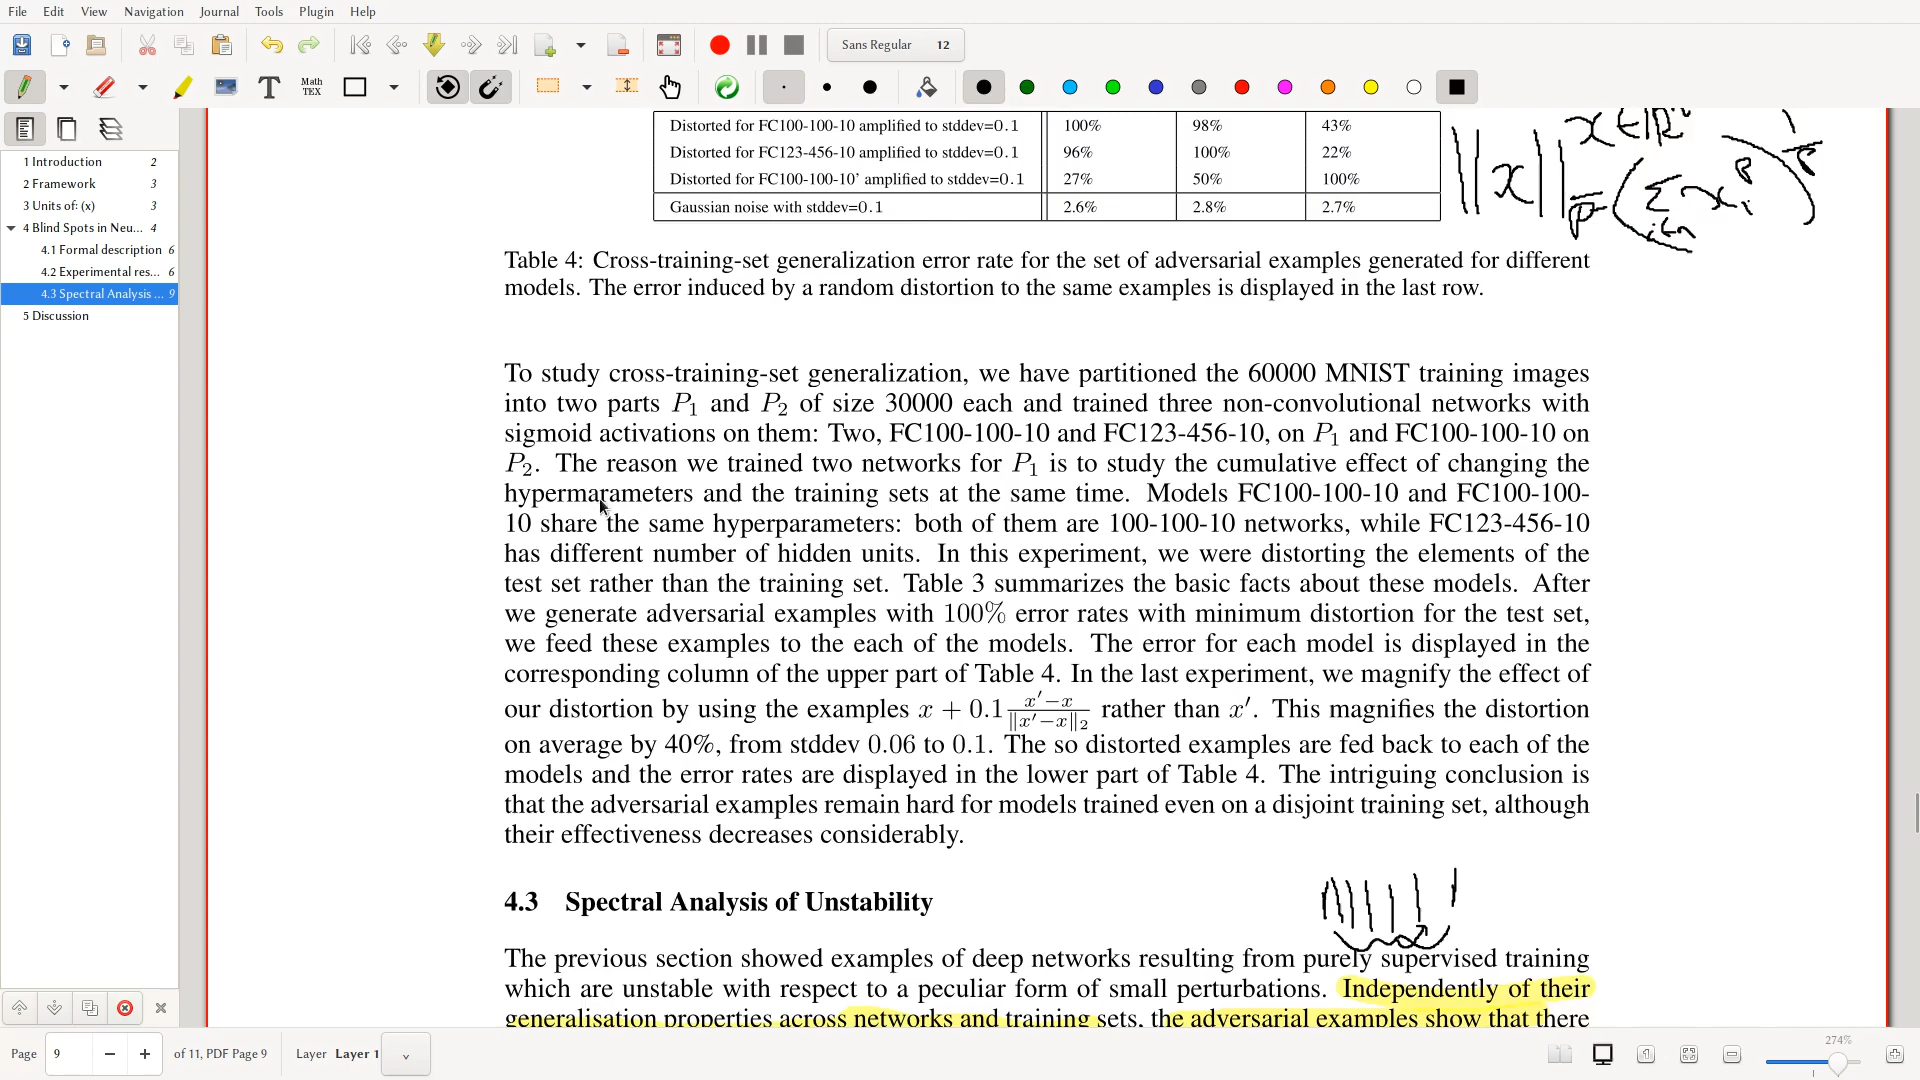 File Edit View Navigation Journal Tools Plugin Help
Sans Regular 12
Math TEX
1 Introduction 2
2 Framework 3
3 Units of: (x) 3
4 Blind Spots in Neu... 4
4.1 Formal description 6
4.2 Experimental res... 6
4.3 Spectral Analysis ... 9
5 Discussion
Distorted for FC100-100-10 amplified to stddev=0.1 100% 98% 43%
Distorted for FC123-456-10 amplified to stddev=0.1 96% 100% 22%
Distorted for FC100-100-10’ amplified to stddev=0.1 27% 50% 100%
Gaussian noise with stddev=0.1 2.6% 2.8% 2.7%
Table 4: Cross-training-set generalization error rate for the set of adversarial examples generated for different
models. The error induced by a random distortion to the same examples is displayed in the last row.
To study cross-training-set generalization, we have partitioned the 60000 MNIST training images
into two parts P₁ and P₂ of size 30000 each and trained three non-convolutional networks with
sigmoid activations on them: Two, FC100-100-10 and FC123-456-10, on P₁ and FC100-100-10 on
P₂. The reason we trained two networks for P₁ is to study the cumulative effect of changing the
hypermarameters and the training sets at the same time. Models FC100-100-10 and FC100-100-
10 share the same hyperparameters: both of them are 100-100-10 networks, while FC123-456-10
has different number of hidden units. In this experiment, we were distorting the elements of the
test set rather than the training set. Table 3 summarizes the basic facts about these models. After
we generate adversarial examples with 100% error rates with minimum distortion for the test set,
we feed these examples to the each of the models. The error for each model is displayed in the
corresponding column of the upper part of Table 4. In the last experiment, we magnify the effect of
our distortion by using the examples x + 0.1 x′−x / ‖x′−x‖₂ rather than x′. This magnifies the distortion
on average by 40%, from stddev 0.06 to 0.1. The so distorted examples are fed back to each of the
models and the error rates are displayed in the lower part of Table 4. The intriguing conclusion is
that the adversarial examples remain hard for models trained even on a disjoint training set, although
their effectiveness decreases considerably.
4.3 Spectral Analysis of Unstability
The previous section showed examples of deep networks resulting from purely supervised training
which are unstable with respect to a peculiar form of small perturbations. Independently of their
generalisation properties across networks and training sets, the adversarial examples show that there
Page 9 of 11, PDF Page 9 Layer Layer 1 274%